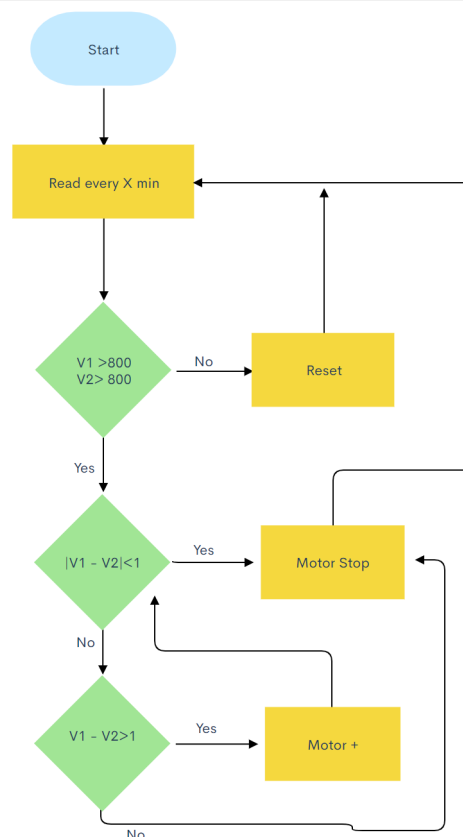 Start
Read every X min
V1 >800
V2> 800
No
Reset
Yes
|V1 - V2|<1
Yes
Motor Stop
No
V1 - V2>1
Yes
Motor +
No